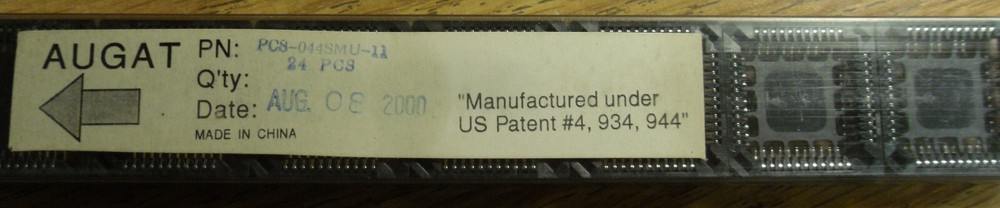 AUGAT
PN: PCS-044SMU-11
Q'ty: 24 PCS
Date: AUG. 08 2000
MADE IN CHINA
"Manufactured under
US Patent #4, 934, 944"